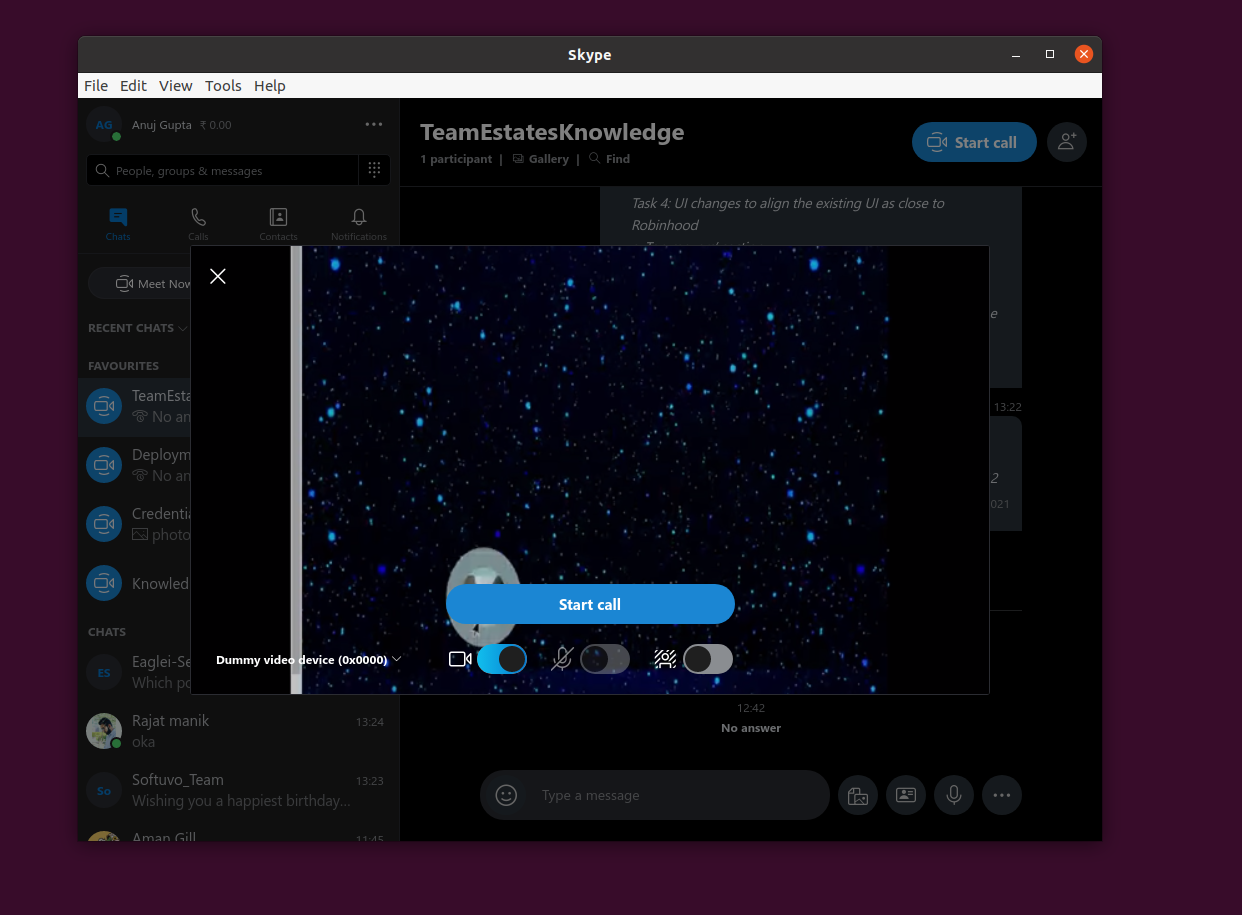 Skype
File Edit View Tools Help
AG
Anuj Gupta ₹ 0.00
People, groups & messages
Chats
Calls
Contacts
Notifications
Meet Now
RECENT CHATS
FAVOURITES
TeamEsta
No an
Deploym
No an
Credentia
photo
Knowled
CHATS
ES
Eaglei-Se
Which po
Rajat manik 13:24
oka
So
Softuvo_Team 13:23
Wishing you a happiest birthday...
Aman Gill 11:45
TeamEstatesKnowledge
1 participant | Gallery | Find
Start call
Task 4: UI changes to align the existing UI as close to
Robinhood
e
13:22
2
021
Start call
Dummy video device (0x0000)
12:42
No answer
Type a message